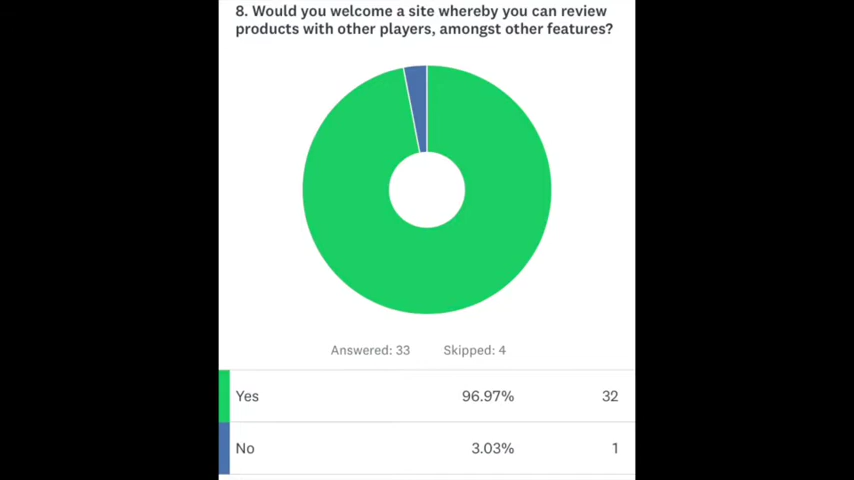 8. Would you welcome a site whereby you can review
products with other players, amongst other features?
Answered: 33 Skipped: 4
Yes 96.97% 32
No 3.03% 1